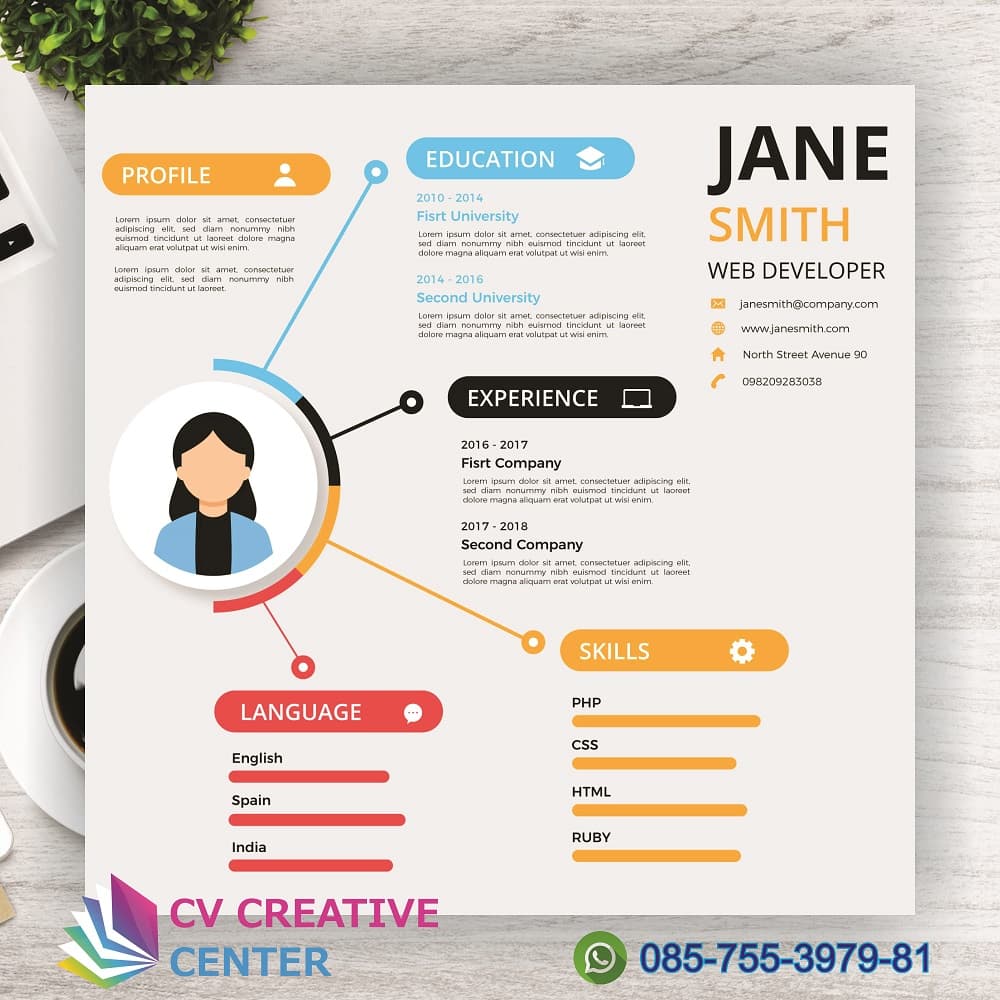 JANE
SMITH
WEB DEVELOPER
janesmith@company.com
www.janesmith.com
North Street Avenue 90
098209283038
PROFILE
Lorem ipsum dolor sit amet, consectetuer
adipiscing elit, sed diam nonummy nibh
euismod tincidunt ut laoreet dolore magna
aliquam erat volutpat ut wisi enim.
Lorem ipsum dolor sit amet, consectetuer
adipiscing elit, sed diam nonummy nibh
euismod tincidunt ut laoreet.
EDUCATION
2010 - 2014
Fisrt University
Lorem ipsum dolor sit amet, consectetuer adipiscing elit,
sed diam nonummy nibh euismod tincidunt ut laoreet
dolore magna aliquam erat volutpat ut wisi enim.
2014 - 2016
Second University
Lorem ipsum dolor sit amet, consectetuer adipiscing elit,
sed diam nonummy nibh euismod tincidunt ut laoreet
dolore magna aliquam erat volutpat ut wisi enim.
EXPERIENCE
2016 - 2017
Fisrt Company
Lorem ipsum dolor sit amet, consectetuer adipiscing elit,
sed diam nonummy nibh euismod tincidunt ut laoreet
dolore magna aliquam erat volutpat ut wisi enim.
2017 - 2018
Second Company
Lorem ipsum dolor sit amet, consectetuer adipiscing elit,
sed diam nonummy nibh euismod tincidunt ut laoreet
dolore magna aliquam erat volutpat ut wisi enim.
SKILLS
PHP
CSS
HTML
RUBY
LANGUAGE
English
Spain
India
CV CREATIVE
CENTER
085-755-3979-81